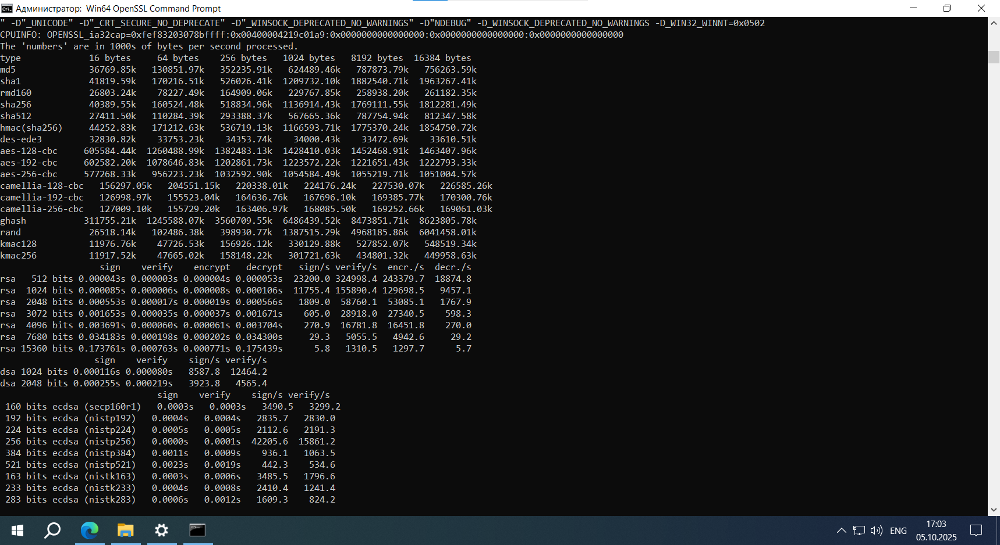 Администратор: Win64 OpenSSL Command Prompt
" -D"_UNICODE" -D"_CRT_SECURE_NO_DEPRECATE" -D"_WINSOCK_DEPRECATED_NO_WARNINGS" -D"NDEBUG" -D_WINSOCK_DEPRECATED_NO_WARNINGS -D_WIN32_WINNT=0x0502
CPUINFO: OPENSSL_ia32cap=0xfef83203078bffff:0x00400004219c01a9:0x0000000000000000:0x0000000000000000:0x0000000000000000
The 'numbers' are in 1000s of bytes per second processed.
type 16 bytes 64 bytes 256 bytes 1024 bytes 8192 bytes 16384 bytes
md5 36769.85k 130851.97k 352235.91k 624489.46k 787873.79k 756263.59k
sha1 41819.59k 170216.51k 526026.41k 1209732.10k 1882540.71k 1963267.41k
rmd160 26803.24k 78227.49k 164909.06k 229767.85k 258938.20k 261182.35k
sha256 40389.55k 160524.48k 518834.96k 1136914.43k 1769111.55k 1812281.49k
sha512 27411.50k 110284.39k 293388.37k 567665.36k 787754.94k 812347.58k
hmac(sha256) 44252.83k 171212.63k 536719.13k 1166593.71k 1775370.24k 1854750.72k
des-ede3 32830.82k 33753.23k 34353.74k 34000.43k 33472.69k 33610.51k
aes-128-cbc 605584.44k 1260488.99k 1382483.13k 1428410.03k 1452468.91k 1463407.96k
aes-192-cbc 602582.20k 1078646.83k 1202861.73k 1223572.22k 1221651.43k 1222793.33k
aes-256-cbc 577268.33k 956223.23k 1032592.90k 1054584.49k 1055219.71k 1051004.57k
camellia-128-cbc 156297.05k 204551.15k 220338.01k 224176.24k 227530.07k 226585.26k
camellia-192-cbc 126998.97k 155523.04k 164636.76k 167696.10k 169385.77k 170300.76k
camellia-256-cbc 127009.10k 155729.20k 163406.97k 168085.50k 169252.66k 169061.03k
ghash 311755.21k 1245588.07k 3560709.55k 6486439.52k 8473851.71k 8623805.78k
rand 26518.14k 102486.38k 398930.77k 1387515.29k 4968185.86k 6041458.01k
kmac128 11976.76k 47726.53k 156926.12k 330129.88k 527852.07k 548519.34k
kmac256 11917.52k 47665.02k 158148.22k 301721.63k 434801.32k 449958.63k
sign verify encrypt decrypt sign/s verify/s encr./s decr./s
rsa 512 bits 0.000043s 0.000003s 0.000004s 0.000053s 23200.0 324998.4 243379.7 18874.8
rsa 1024 bits 0.000085s 0.000006s 0.000008s 0.000106s 11755.4 155890.4 129698.5 9457.1
rsa 2048 bits 0.000553s 0.000017s 0.000019s 0.000566s 1809.0 58760.1 53085.1 1767.9
rsa 3072 bits 0.001653s 0.000035s 0.000037s 0.001671s 605.0 28918.0 27340.5 598.3
rsa 4096 bits 0.003691s 0.000060s 0.000061s 0.003704s 270.9 16781.8 16451.8 270.0
rsa 7680 bits 0.034183s 0.000198s 0.000202s 0.034300s 29.3 5055.5 4942.6 29.2
rsa 15360 bits 0.173761s 0.000763s 0.000771s 0.175439s 5.8 1310.5 1297.7 5.7
sign verify sign/s verify/s
dsa 1024 bits 0.000116s 0.000080s 8587.8 12464.2
dsa 2048 bits 0.000255s 0.000219s 3923.8 4565.4
sign verify sign/s verify/s
160 bits ecdsa (secp160r1) 0.0003s 0.0003s 3490.5 3299.2
192 bits ecdsa (nistp192) 0.0004s 0.0004s 2835.7 2830.0
224 bits ecdsa (nistp224) 0.0005s 0.0005s 2112.6 2191.3
256 bits ecdsa (nistp256) 0.0000s 0.0001s 42205.6 15861.2
384 bits ecdsa (nistp384) 0.0011s 0.0009s 936.1 1063.5
521 bits ecdsa (nistp521) 0.0023s 0.0019s 442.3 534.6
163 bits ecdsa (nistk163) 0.0003s 0.0006s 3485.5 1796.6
233 bits ecdsa (nistk233) 0.0004s 0.0008s 2410.4 1241.4
283 bits ecdsa (nistk283) 0.0006s 0.0012s 1609.3 824.2
ENG
17:03
05.10.2025